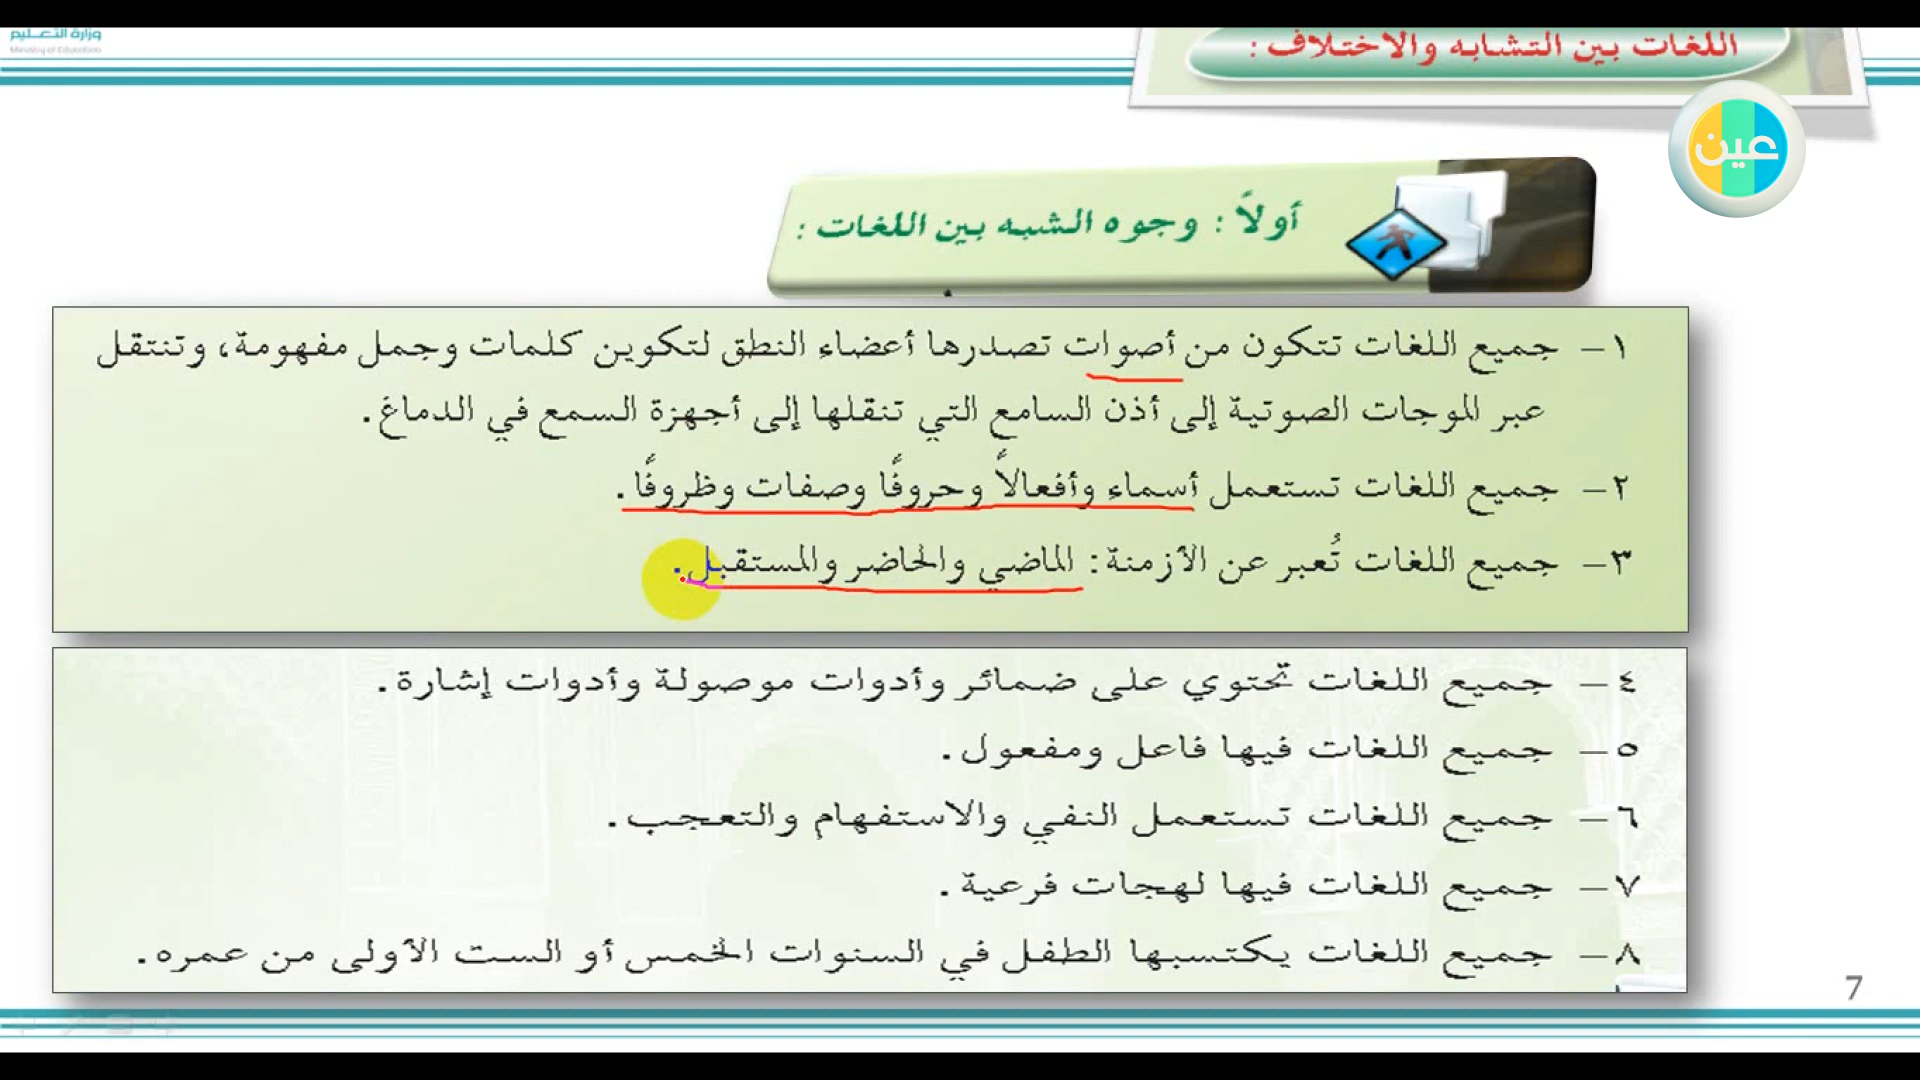 وزارة التعليم
Ministry of Education
اللغات بين التشابه والاختلاف :
عين
أولاً : وجوه الشبه بين اللغات :
١– جميع اللغات تتكون من أصوات تصدرها أعضاء النطق لتكوين كلمات وجمل مفهومة، وتنتقل
عبر الموجات الصوتية إلى أذن السامع التي تنقلها إلى أجهزة السمع في الدماغ.
٢– جميع اللغات تستعمل أسماء وأفعالاً وحروفًا وصفات وظروفًا.
٣– جميع اللغات تُعبر عن الأزمنة: الماضي والحاضر والمستقبل.
٤– جميع اللغات تحتوي على ضمائر وأدوات موصولة وأدوات إشارة.
٥– جميع اللغات فيها فاعل ومفعول.
٦– جميع اللغات تستعمل النفي والاستفهام والتعجب.
٧– جميع اللغات فيها لهجات فرعية.
٨– جميع اللغات يكتسبها الطفل في السنوات الخمس أو الست الأولى من عمره.
7